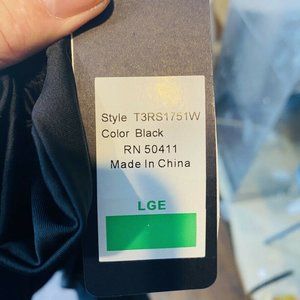 Style T3RS1751W
Color Black
RN 50411
Made In China
LGE